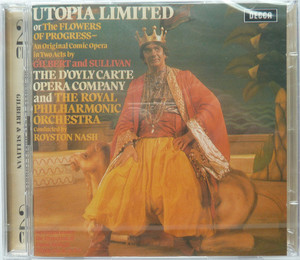 UTOPIA LIMITED
or The FLOWERS
OF PROGRESS~
An Original Comic Opera
in Two Acts by
GILBERT and SULLIVAN
THE D'OYLY CARTE
OPERA COMPANY
and THE ROYAL
PHILHARMONIC
ORCHESTRA
Conducted by
ROYSTON NASH
DECCA
GILBERT & SULLIVAN